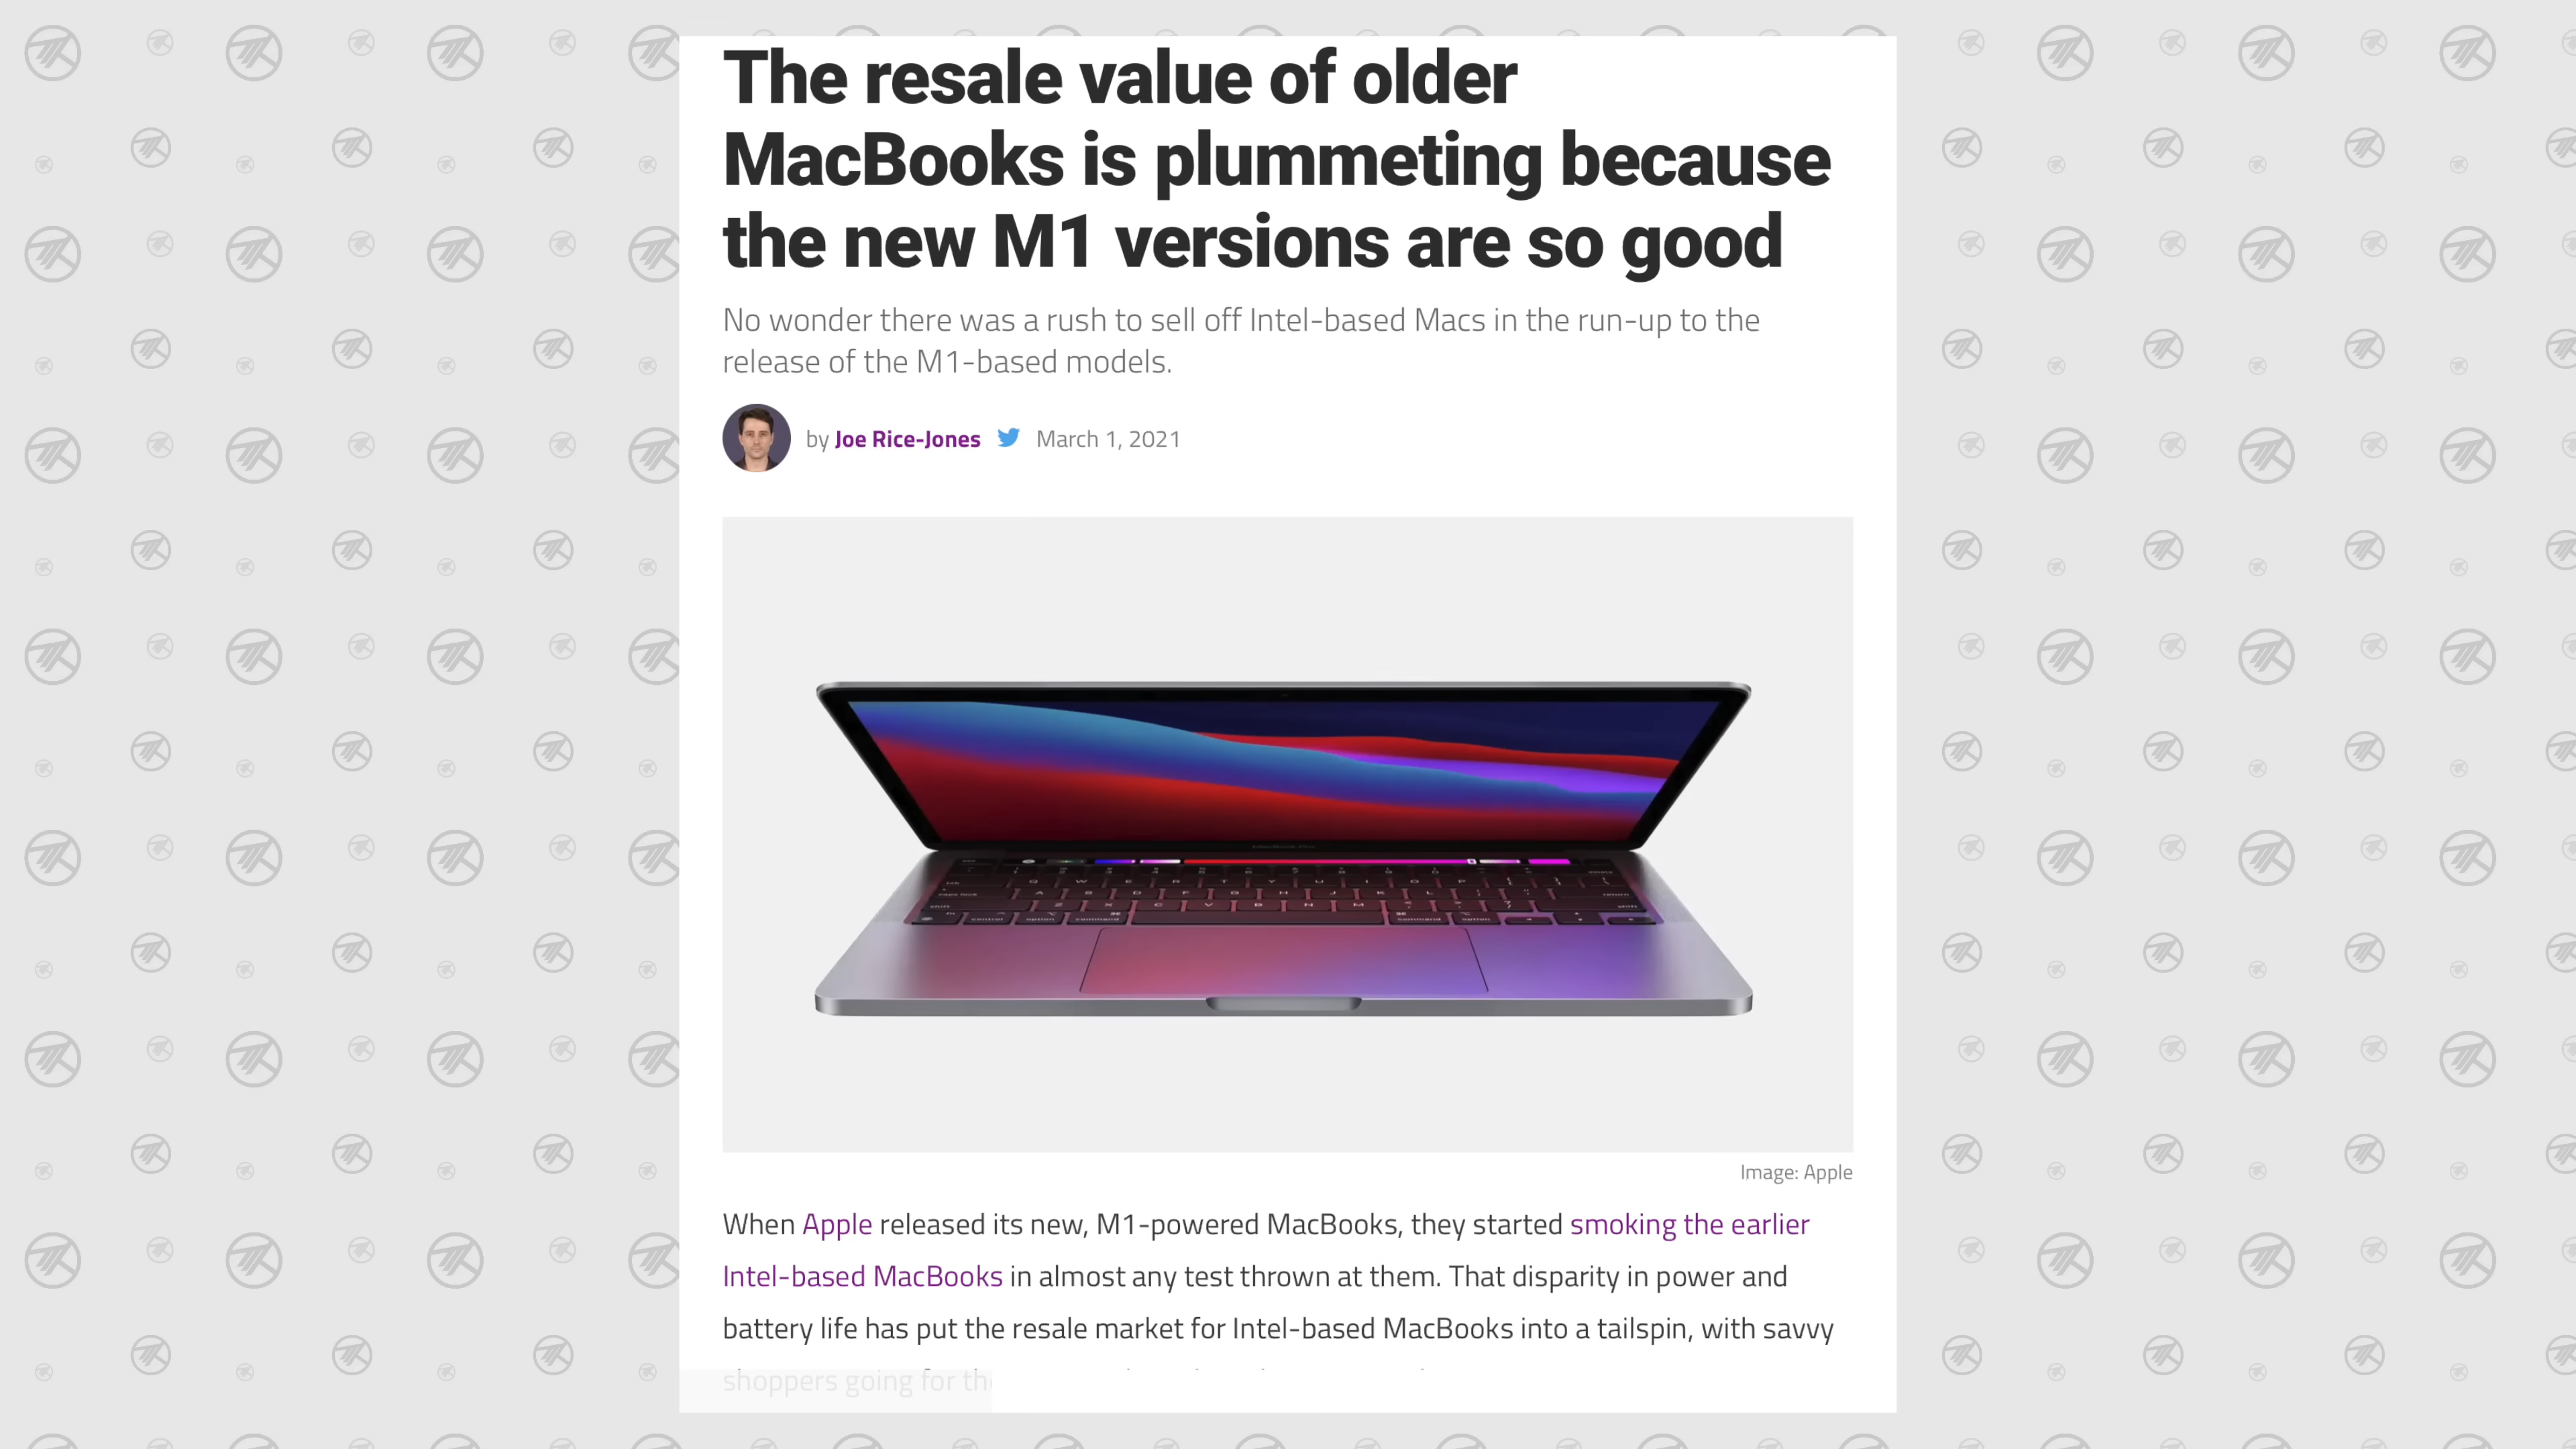 The resale value of older
MacBooks is plummeting because
the new M1 versions are so good
No wonder there was a rush to sell off Intel-based Macs in the run-up to the
release of the M1-based models.
by Joe Rice-Jones March 1, 2021
Image: Apple
When Apple released its new, M1-powered MacBooks, they started smoking the earlier
Intel-based MacBooks in almost any test thrown at them. That disparity in power and
battery life has put the resale market for Intel-based MacBooks into a tailspin, with savvy
shoppers going for